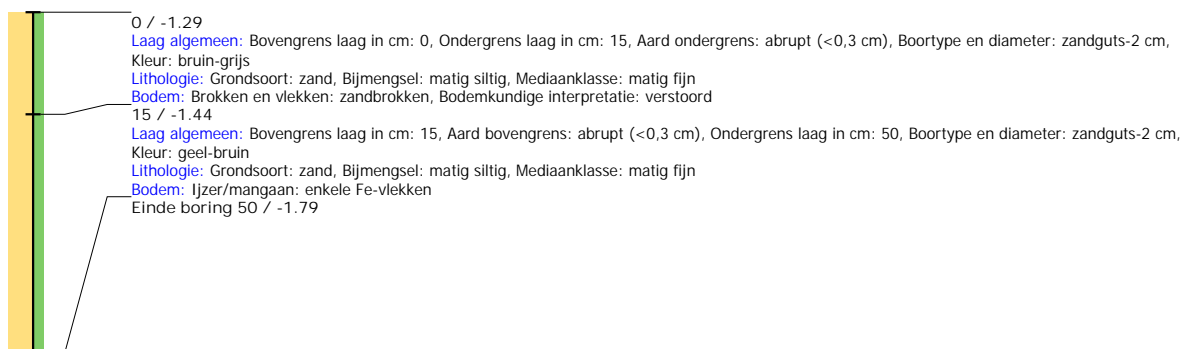 0 / -1.29
Laag algemeen: Bovengrens laag in cm: 0, Ondergrens laag in cm: 15, Aard ondergrens: abrupt (<0,3 cm), Boortype en diameter: zandguts-2 cm,
Kleur: bruin-grijs
Lithologie: Grondsoort: zand, Bijmengsel: matig siltig, Mediaanklasse: matig fijn
Bodem: Brokken en vlekken: zandbrokken, Bodemkundige interpretatie: verstoord
15 / -1.44
Laag algemeen: Bovengrens laag in cm: 15, Aard bovengrens: abrupt (<0,3 cm), Ondergrens laag in cm: 50, Boortype en diameter: zandguts-2 cm,
Kleur: geel-bruin
Lithologie: Grondsoort: zand, Bijmengsel: matig siltig, Mediaanklasse: matig fijn
Bodem: Ijzer/mangaan: enkele Fe-vlekken
Einde boring 50 / -1.79